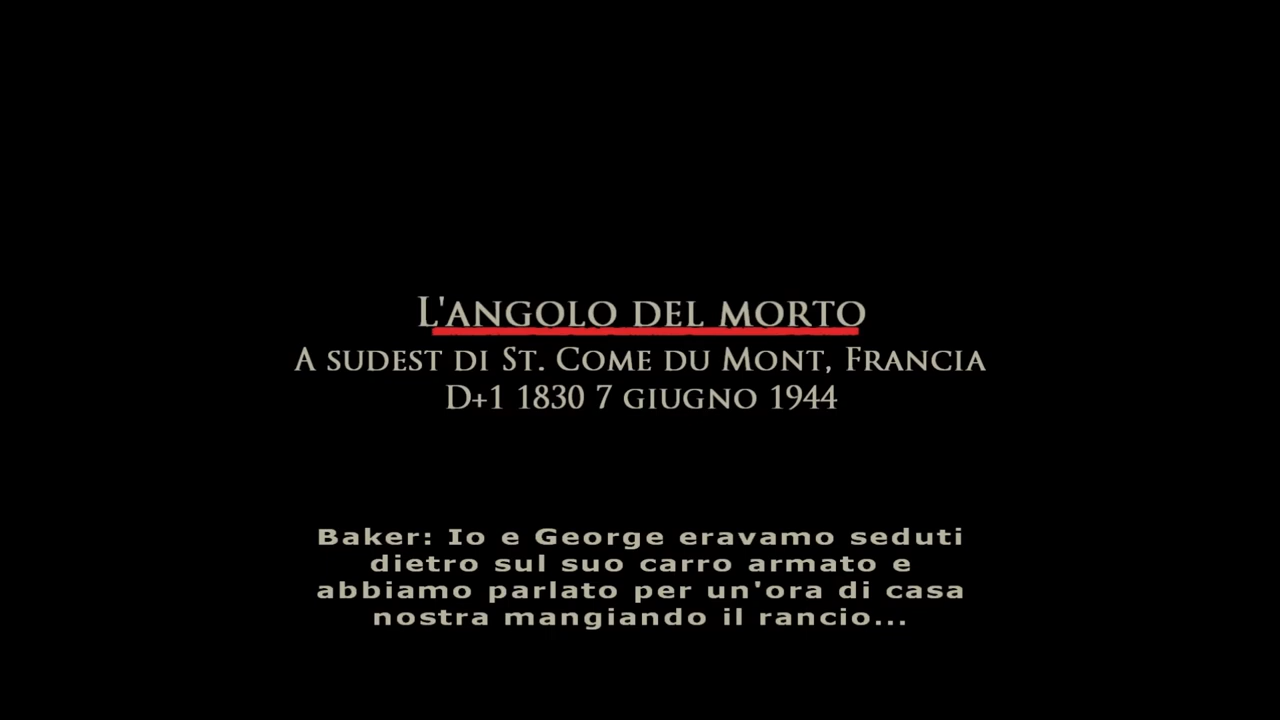 L'ANGOLO DEL MORTO
A SUDEST DI ST. COME DU MONT, FRANCIA
D+1 1830 7 GIUGNO 1944
Baker: Io e George eravamo seduti
dietro sul suo carro armato e
abbiamo parlato per un'ora di casa
nostra mangiando il rancio...